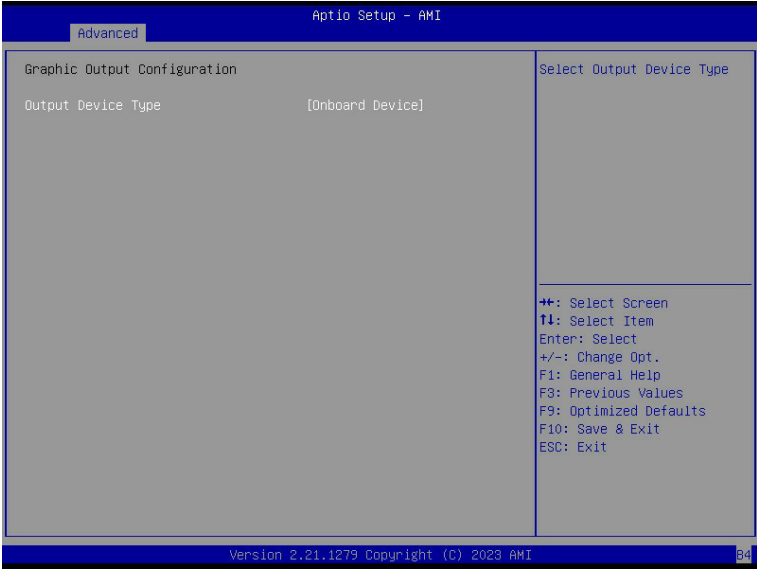 Aptio Setup – AMI
Advanced
Graphic Output Configuration
Output Device Type [Onboard Device]
Select Output Device Type
→←: Select Screen
↑↓: Select Item
Enter: Select
+/-: Change Opt.
F1: General Help
F3: Previous Values
F9: Optimized Defaults
F10: Save & Exit
ESC: Exit
Version 2.21.1279 Copyright (C) 2023 AMI
B4